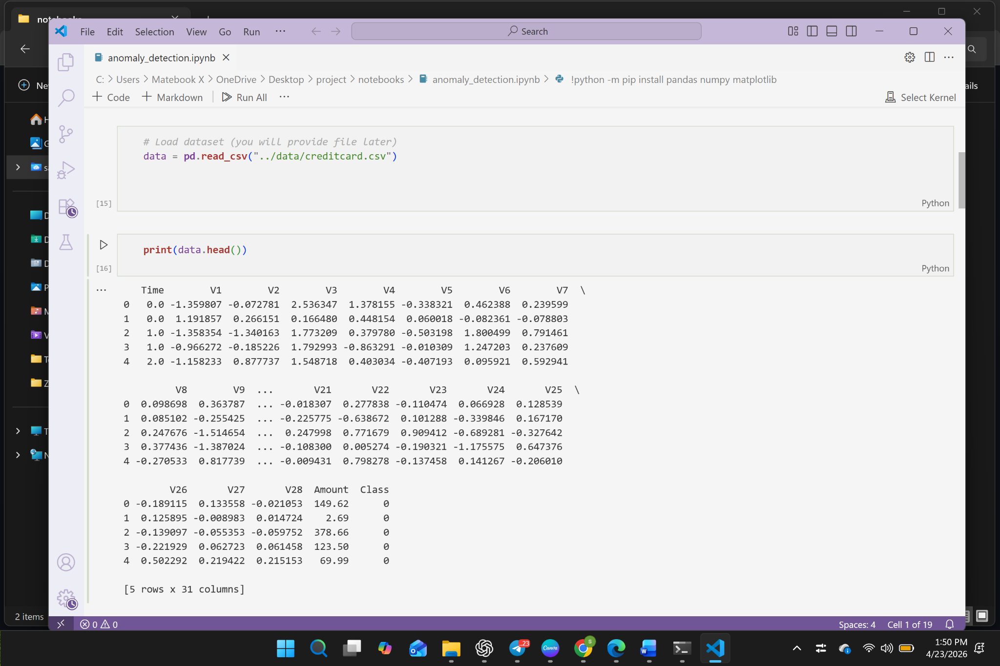 File Edit Selection View Go Run ··· Search
anomaly_detection.ipynb
C: > Users > Matebook X > OneDrive > Desktop > project > notebooks > anomaly_detection.ipynb > !python -m pip install pandas numpy matplotlib
+ Code + Markdown Run All ··· Select Kernel
# Load dataset (you will provide file later)
data = pd.read_csv("../data/creditcard.csv")
[15] Python
print(data.head())
[16] Python
Time V1 V2 V3 V4 V5 V6 V7 \
0 0.0 -1.359807 -0.072781 2.536347 1.378155 -0.338321 0.462388 0.239599
1 0.0 1.191857 0.266151 0.166480 0.448154 0.060018 -0.082361 -0.078803
2 1.0 -1.358354 -1.340163 1.773209 0.379780 -0.503198 1.800499 0.791461
3 1.0 -0.966272 -0.185226 1.792993 -0.863291 -0.010309 1.247203 0.237609
4 2.0 -1.158233 0.877737 1.548718 0.403034 -0.407193 0.095921 0.592941
V8 V9 ... V21 V22 V23 V24 V25 \
0 0.098698 0.363787 ... -0.018307 0.277838 -0.110474 0.066928 0.128539
1 0.085102 -0.255425 ... -0.225775 -0.638672 0.101288 -0.339846 0.167170
2 0.247676 -1.514654 ... 0.247998 0.771679 0.909412 -0.689281 -0.327642
3 0.377436 -1.387024 ... -0.108300 0.005274 -0.190321 -1.175575 0.647376
4 -0.270533 0.817739 ... -0.009431 0.798278 -0.137458 0.141267 -0.206010
V26 V27 V28 Amount Class
0 -0.189115 0.133558 -0.021053 149.62 0
1 0.125895 -0.008983 0.014724 2.69 0
2 -0.139097 -0.055353 -0.059752 378.66 0
3 -0.221929 0.062723 0.061458 123.50 0
4 0.502292 0.219422 0.215153 69.99 0
[5 rows x 31 columns]
2 items
0 0 Spaces: 4 Cell 1 of 19
..23
Canva
1:50 PM
4/23/2026